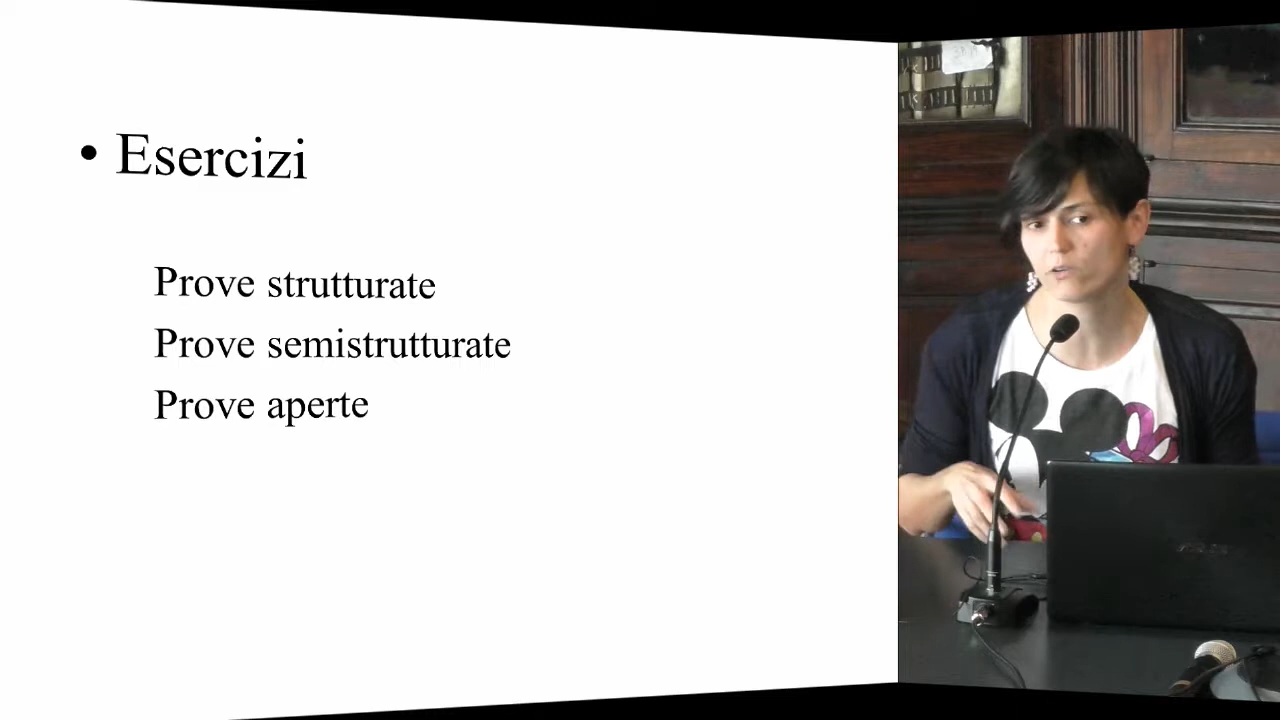 • Esercizi
Prove strutturate
Prove semistrutturate
Prove aperte